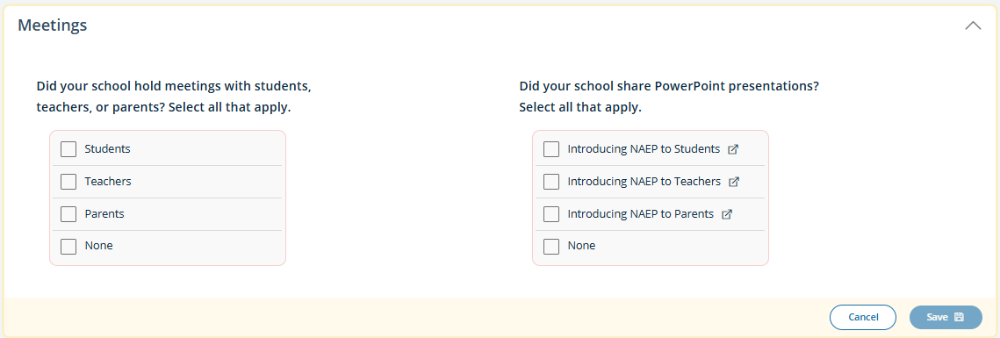 Meetings
Did your school hold meetings with students,
teachers, or parents? Select all that apply.
Students
Teachers
Parents
None
Did your school share PowerPoint presentations?
Select all that apply.
Introducing NAEP to Students
Introducing NAEP to Teachers
Introducing NAEP to Parents
None
Cancel
Save